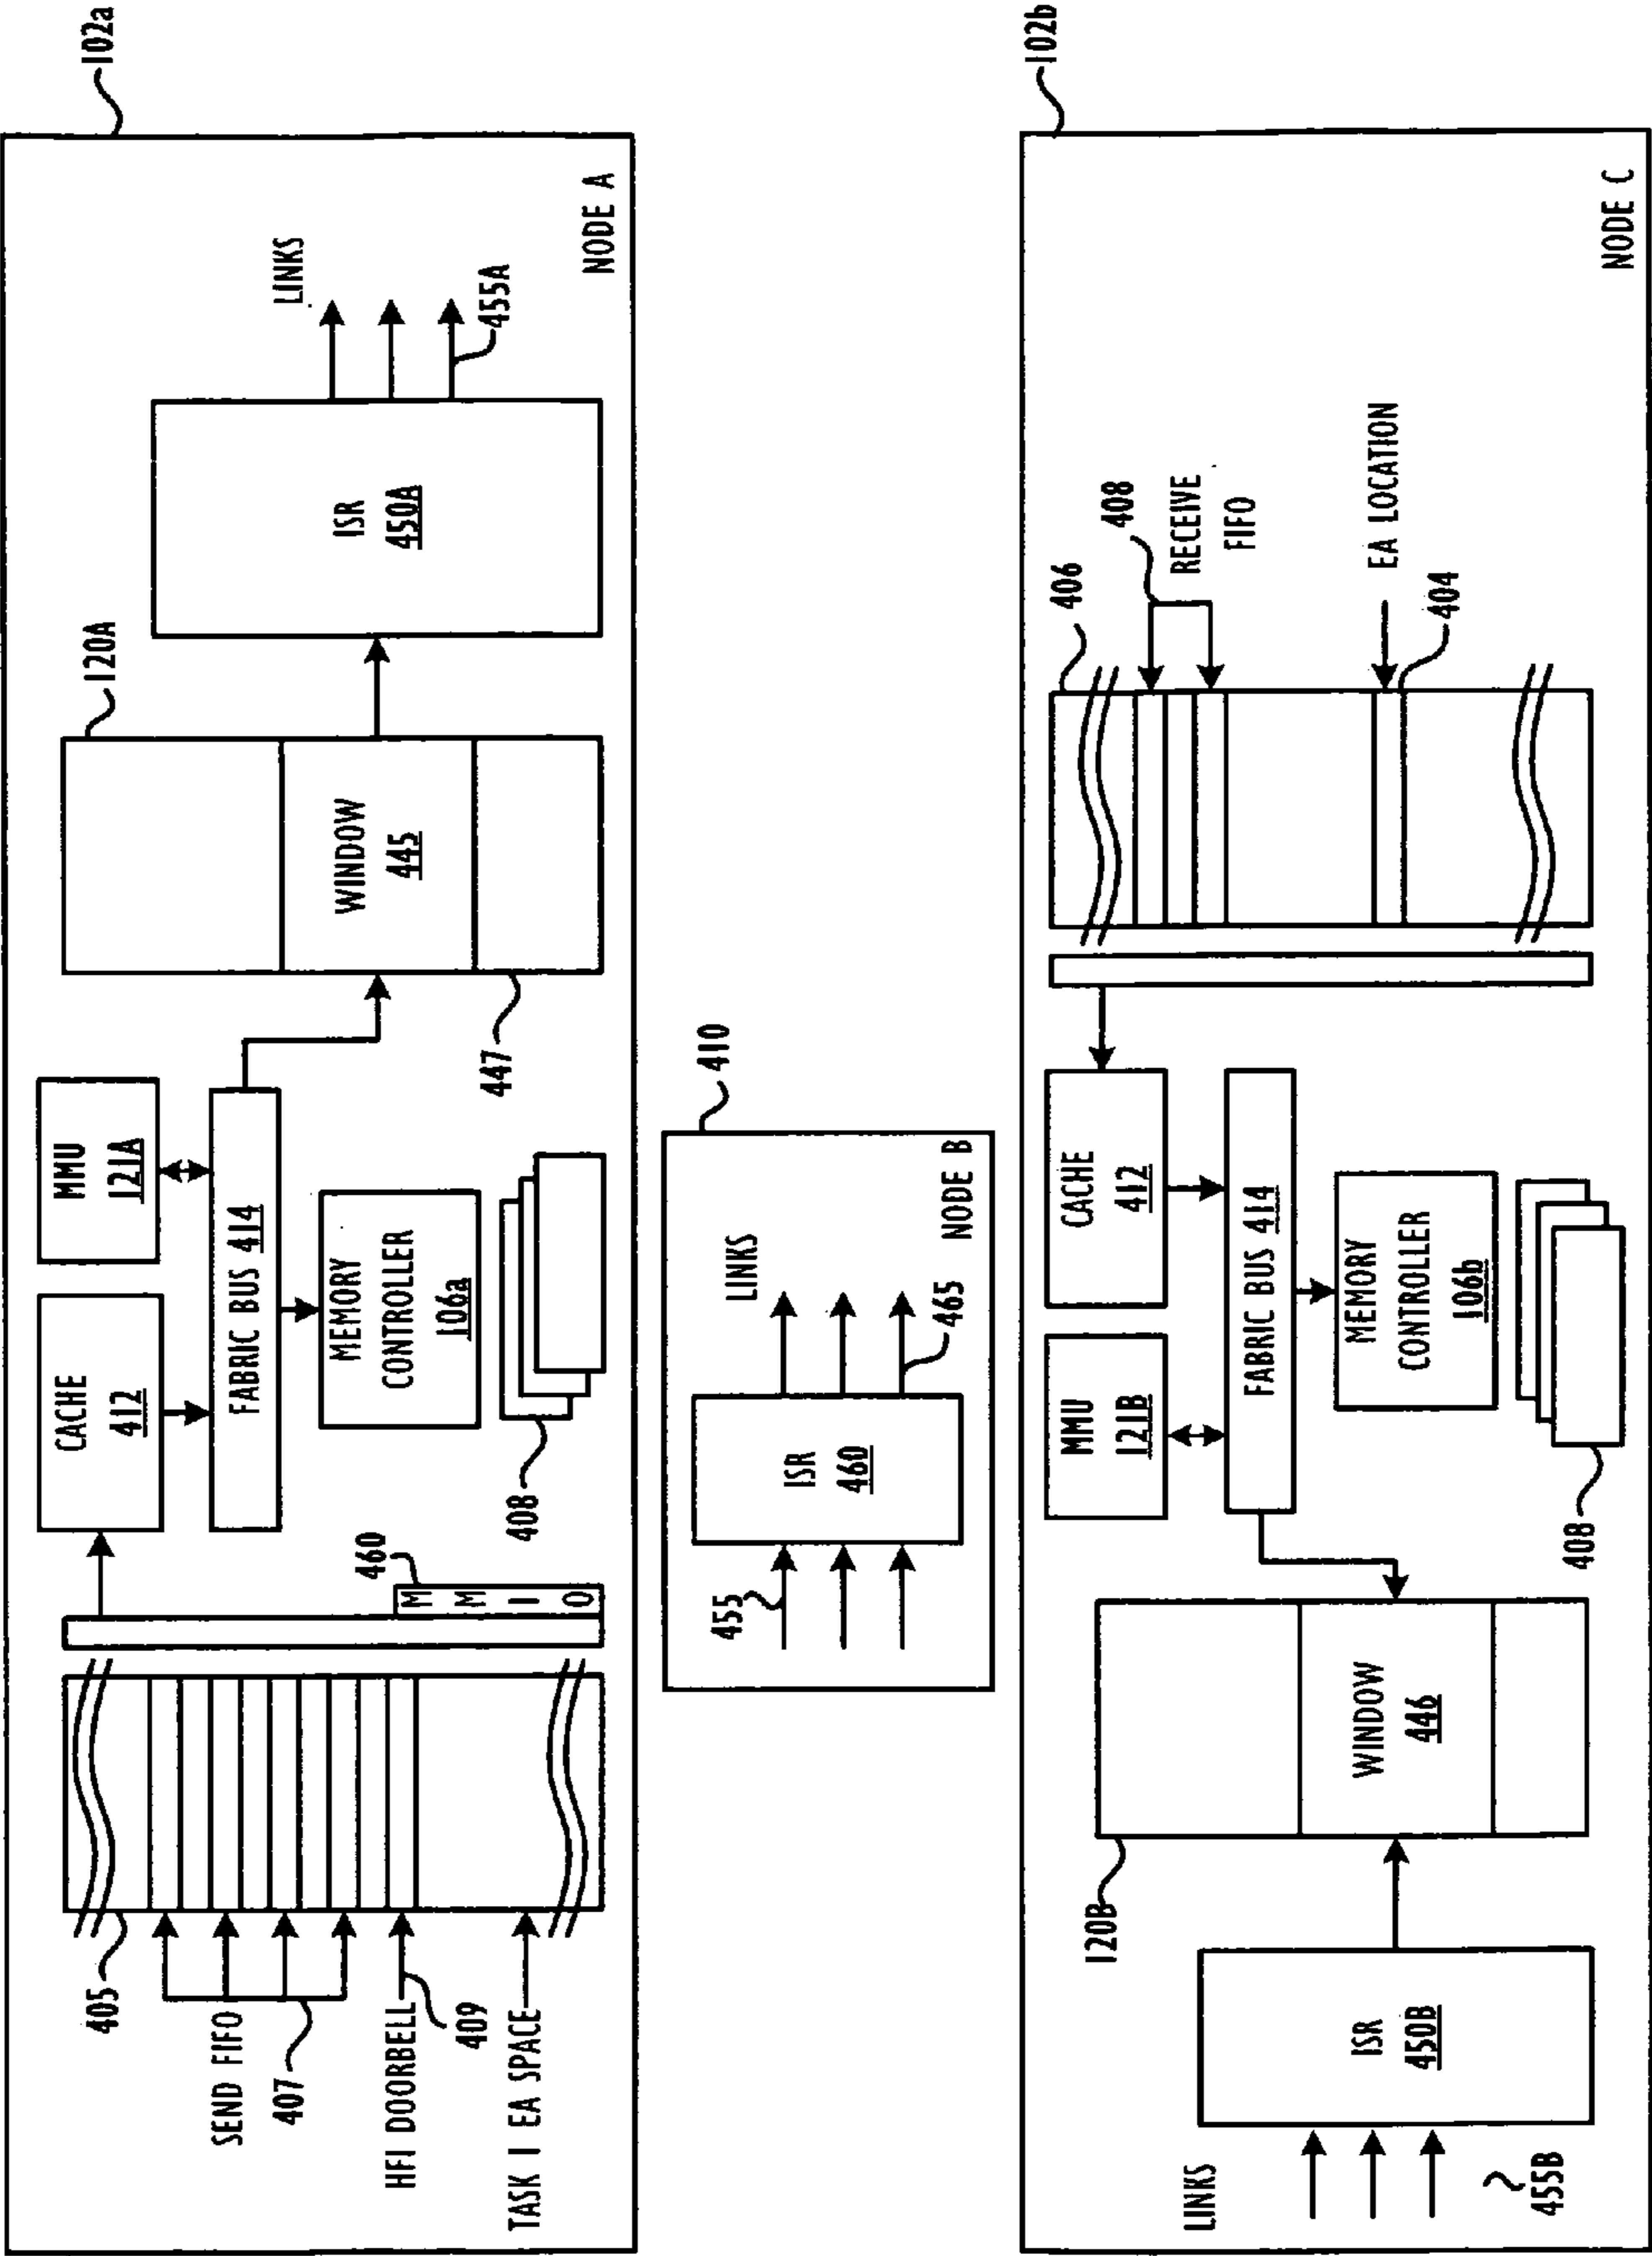 102a
NODE A
405
SEND FIFO
407
HFI DOORBELL
409
TASK 1 EA SPACE
460
M
M
I
O
CACHE
412
MMU
121A
FABRIC BUS 414
MEMORY
CONTROLLER
106a
408
120A
WINDOW
445
447
ISR
450A
LINKS
455A
410
NODE B
455
ISR
460
LINKS
465
102b
NODE C
LINKS
455B
ISR
450B
120B
WINDOW
446
MMU
121B
CACHE
412
FABRIC BUS 414
MEMORY
CONTROLLER
106b
408
406
408
RECEIVE
FIFO
EA LOCATION
404